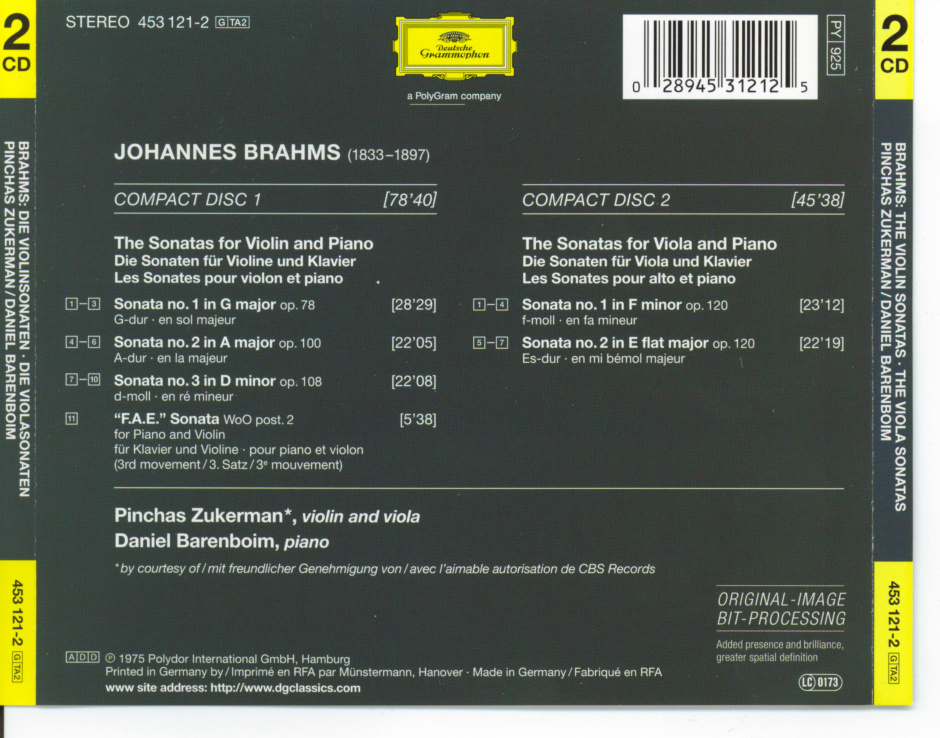 2
CD
STEREO 453 121-2 G TA2
Deutsche
Grammophon
a PolyGram company
0 28945 31212 5
PY 925
2
CD
JOHANNES BRAHMS (1833–1897)
COMPACT DISC 1 [78'40]
The Sonatas for Violin and Piano
Die Sonaten für Violine und Klavier
Les Sonates pour violon et piano
1–3 Sonata no. 1 in G major op. 78 [28'29]
G-dur · en sol majeur
4–6 Sonata no. 2 in A major op. 100 [22'05]
A-dur · en la majeur
7–10 Sonata no. 3 in D minor op. 108 [22'08]
d-moll · en ré mineur
11 “F.A.E.” Sonata WoO post. 2 [5'38]
for Piano and Violin
für Klavier und Violine · pour piano et violon
(3rd movement / 3. Satz / 3e mouvement)
COMPACT DISC 2 [45'38]
The Sonatas for Viola and Piano
Die Sonaten für Viola und Klavier
Les Sonates pour alto et piano
1–4 Sonata no. 1 in F minor op. 120 [23'12]
f-moll · en fa mineur
5–7 Sonata no. 2 in E flat major op. 120 [22'19]
Es-dur · en mi bémol majeur
Pinchas Zukerman*, violin and viola
Daniel Barenboim, piano
*by courtesy of / mit freundlicher Genehmigung von / avec l'aimable autorisation de CBS Records
ORIGINAL-IMAGE
BIT-PROCESSING
Added presence and brilliance,
greater spatial definition
LC 0173
ADD ℗ 1975 Polydor International GmbH, Hamburg
Printed in Germany by / Imprimé en RFA par Münstermann, Hanover · Made in Germany / Fabriqué en RFA
www site address: http://www.dgclassics.com
BRAHMS: DIE VIOLINSONATEN · DIE VIOLASONATEN
PINCHAS ZUKERMAN / DANIEL BARENBOIM
453 121-2 G TA2
BRAHMS: THE VIOLIN SONATAS · THE VIOLA SONATAS
PINCHAS ZUKERMAN / DANIEL BARENBOIM
453 121-2 G TA2